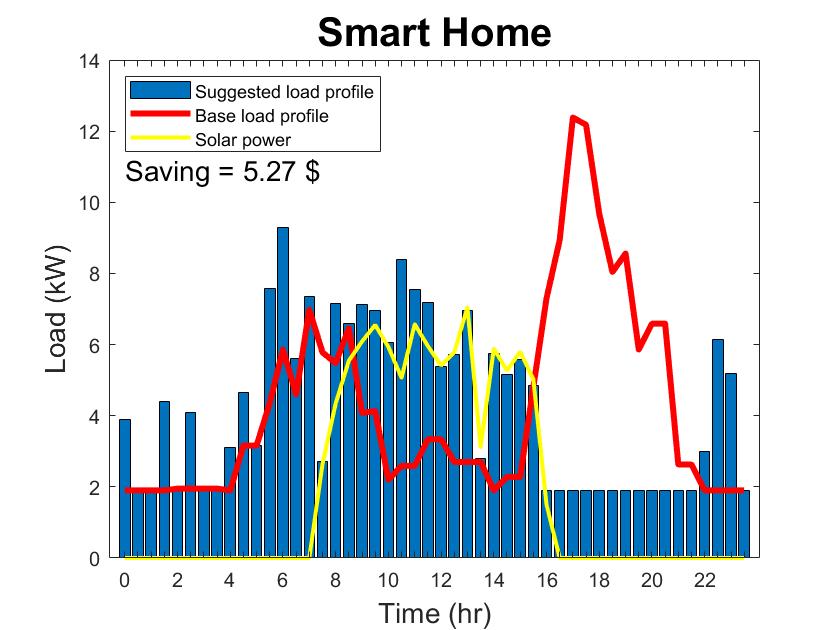 Smart Home
14
12
10
8
6
4
2
0
Load (kW)
Suggested load profile
Base load profile
Solar power
Saving = 5.27 $
0 2 4 6 8 10 12 14 16 18 20 22
Time (hr)